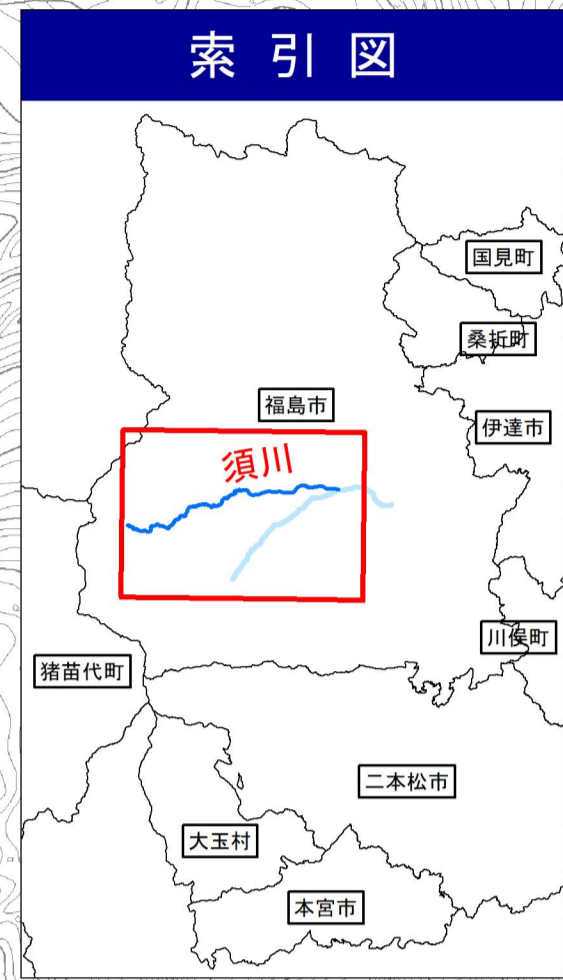 索引図
国見町
桑折町
福島市
伊達市
須川
川俣町
猪苗代町
二本松市
大玉村
本宮市